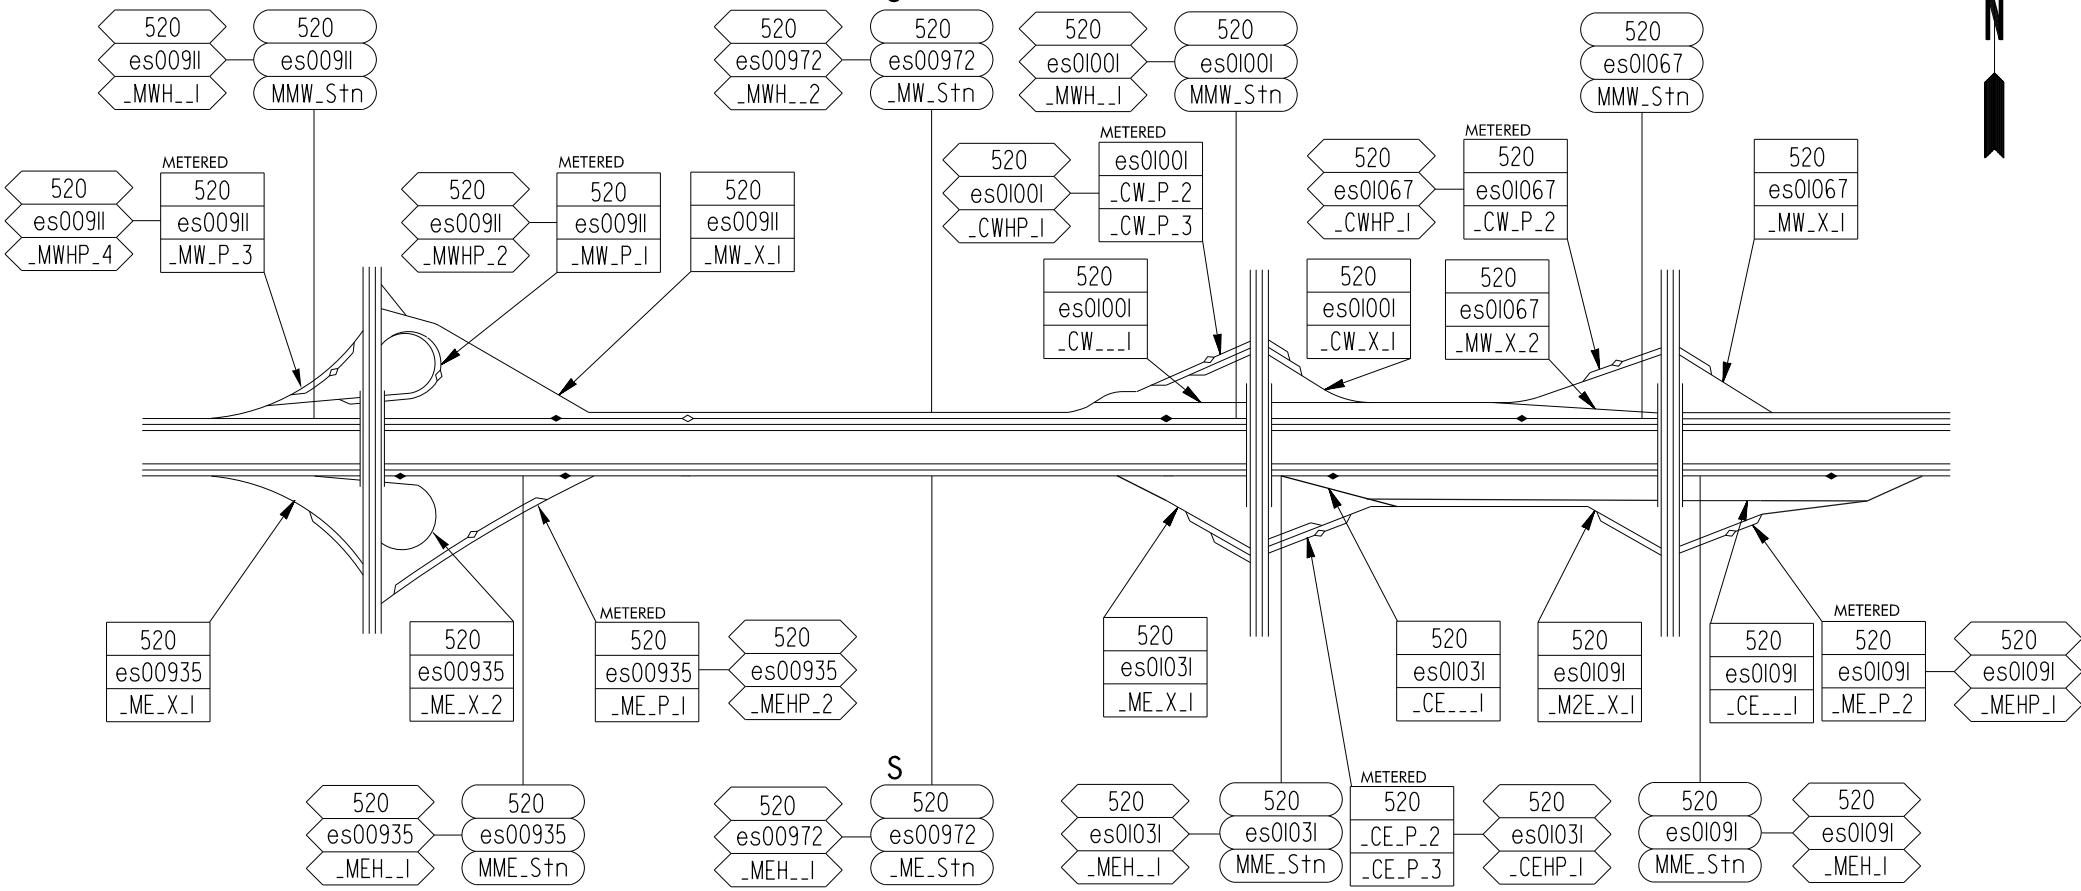 520
es00911
_MWH__1
520
es00911
MMW_Stn
520
es00972
_MWH__2
520
es00972
_MW_Stn
520
es01001
_MWH__1
520
es01001
MMW_Stn
520
es01067
MMW_Stn
N
520
es00911
_MWHP_4
METERED
520
es00911
_MW_P_3
520
es00911
_MWHP_2
METERED
520
es00911
_MW_P_1
520
es00911
_MW_X_1
520
es01001
_CWHP_1
METERED
es01001
_CW_P_2
_CW_P_3
520
es01067
_CWHP_1
METERED
520
es01067
_CW_P_2
520
es01067
_MW_X_1
520
es01001
_CW___1
520
es01001
_CW_X_1
520
es01067
_MW_X_2
520
es00935
_ME_X_1
520
es00935
_ME_X_2
METERED
520
es00935
_ME_P_1
520
es00935
_MEHP_2
520
es01031
_ME_X_1
520
es01031
_CE___1
520
es01091
_M2E_X_1
520
es01091
_CE___1
METERED
520
es01091
_ME_P_2
520
es01091
_MEHP_1
520
es00935
_MEH__1
520
es00935
MME_Stn
520
es00972
_MEH__1
S
520
es00972
_ME_Stn
520
es01031
_MEH__1
520
es01031
MME_Stn
METERED
520
_CE_P_2
_CE_P_3
520
es01031
_CEHP_1
520
es01091
MME_Stn
520
es01091
_MEH_1